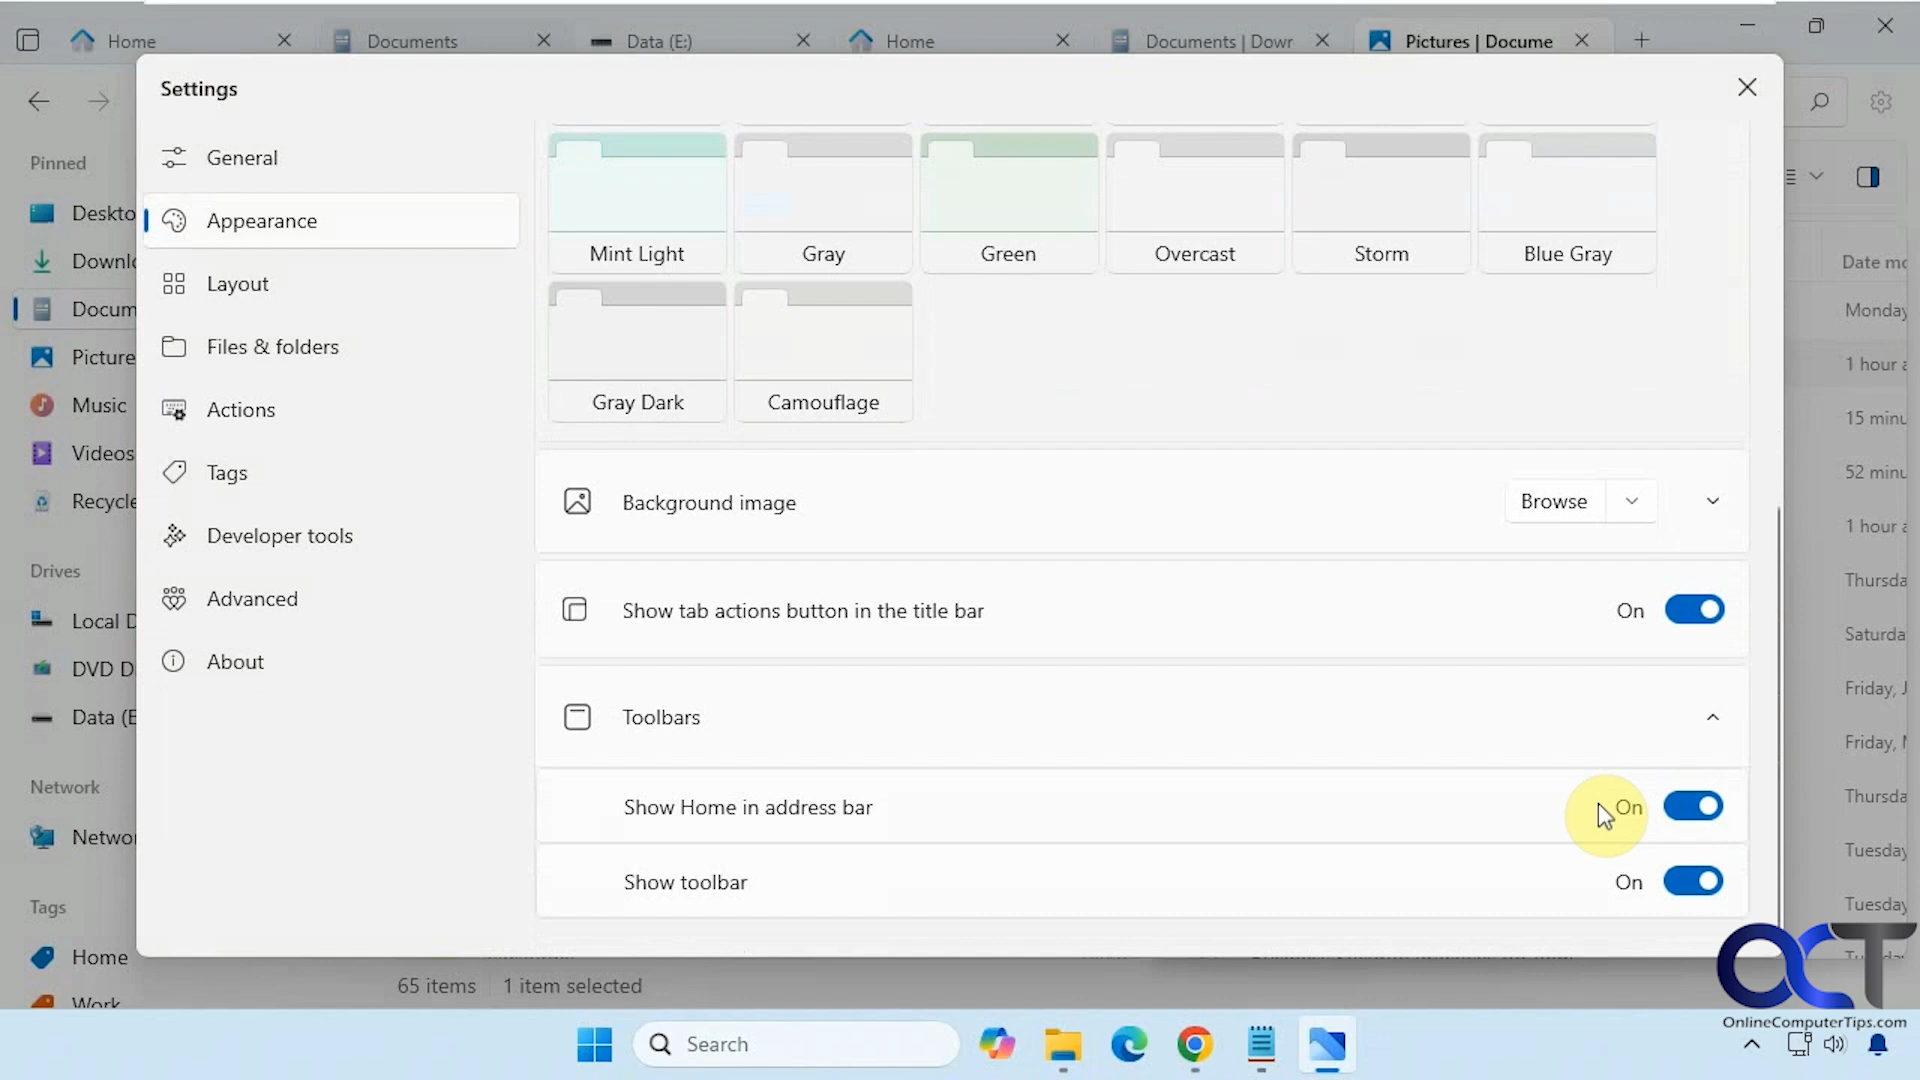 Home
Documents
Data (E:)
Home
Documents | Dowr
Pictures | Docume
Settings
General
Appearance
Layout
Files & folders
Actions
Tags
Developer tools
Advanced
About
Pinned
Deskto
Downlo
Docum
Picture
Music
Videos
Recycle
Drives
Local D
DVD D
Data (E
Network
Networ
Tags
Home
Work
Mint Light
Gray
Green
Overcast
Storm
Blue Gray
Gray Dark
Camouflage
Background image
Browse
Show tab actions button in the title bar
On
Toolbars
Show Home in address bar
On
Show toolbar
On
Date mo
Monday
1 hour a
15 minu
52 minu
1 hour a
Thursda
Saturda
Friday, J
Friday, M
Thursda
Tuesday
Tuesday
65 items
1 item selected
OCT
OnlineComputerTips.com
Search